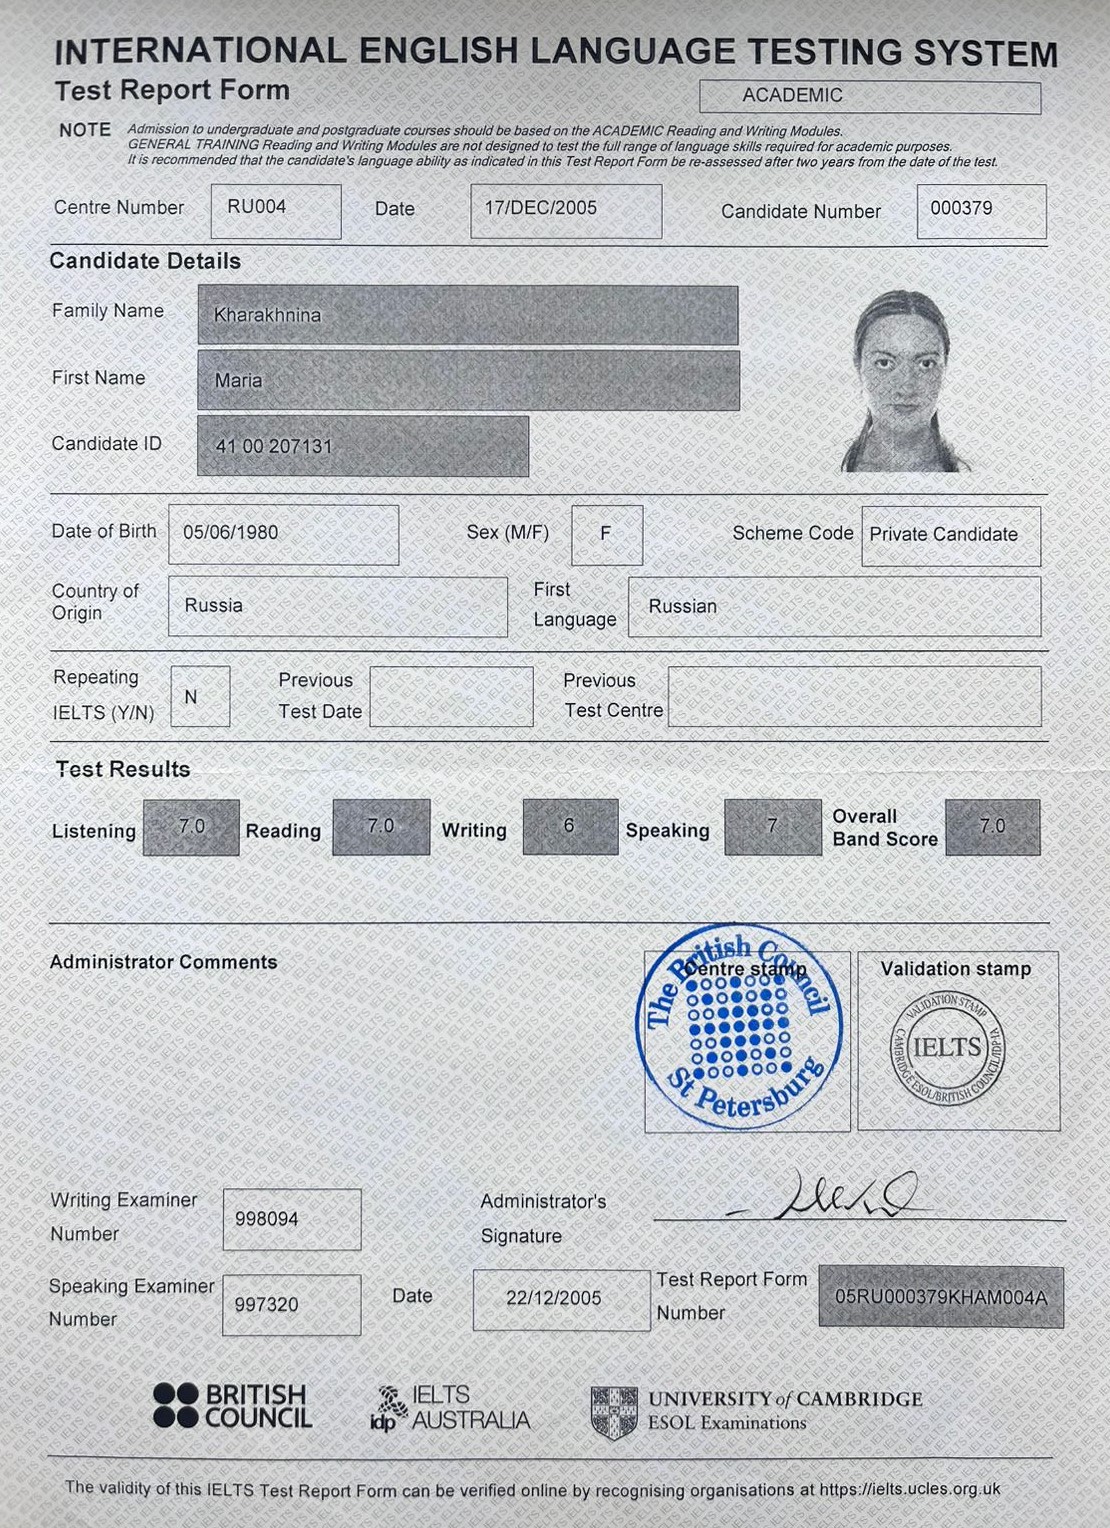 INTERNATIONAL ENGLISH LANGUAGE TESTING SYSTEM
Test Report Form
ACADEMIC
NOTE Admission to undergraduate and postgraduate courses should be based on the ACADEMIC Reading and Writing Modules.
GENERAL TRAINING Reading and Writing Modules are not designed to test the full range of language skills required for academic purposes.
It is recommended that the candidate's language ability as indicated in this Test Report Form be re-assessed after two years from the date of the test.
Centre Number RU004 Date 17/DEC/2005 Candidate Number 000379
Candidate Details
Family Name Kharakhnina
First Name Maria
Candidate ID 41 00 207131
Date of Birth 05/06/1980 Sex (M/F) F Scheme Code Private Candidate
Country of Origin Russia First Language Russian
Repeating IELTS (Y/N) N Previous Test Date Previous Test Centre
Test Results
Listening 7.0 Reading 7.0 Writing 6 Speaking 7 Overall Band Score 7.0
Administrator Comments
Centre stamp
The British Council
St Petersburg
Validation stamp
VALIDATION STAMP
IELTS
CAMBRIDGE ESOL/BRITISH COUNCIL/IDP:IA
Writing Examiner Number 998094
Administrator's Signature
Speaking Examiner Number 997320
Date 22/12/2005
Test Report Form Number 05RU000379KHAM004A
BRITISH COUNCIL
idp IELTS AUSTRALIA
UNIVERSITY of CAMBRIDGE
ESOL Examinations
The validity of this IELTS Test Report Form can be verified online by recognising organisations at https://ielts.ucles.org.uk